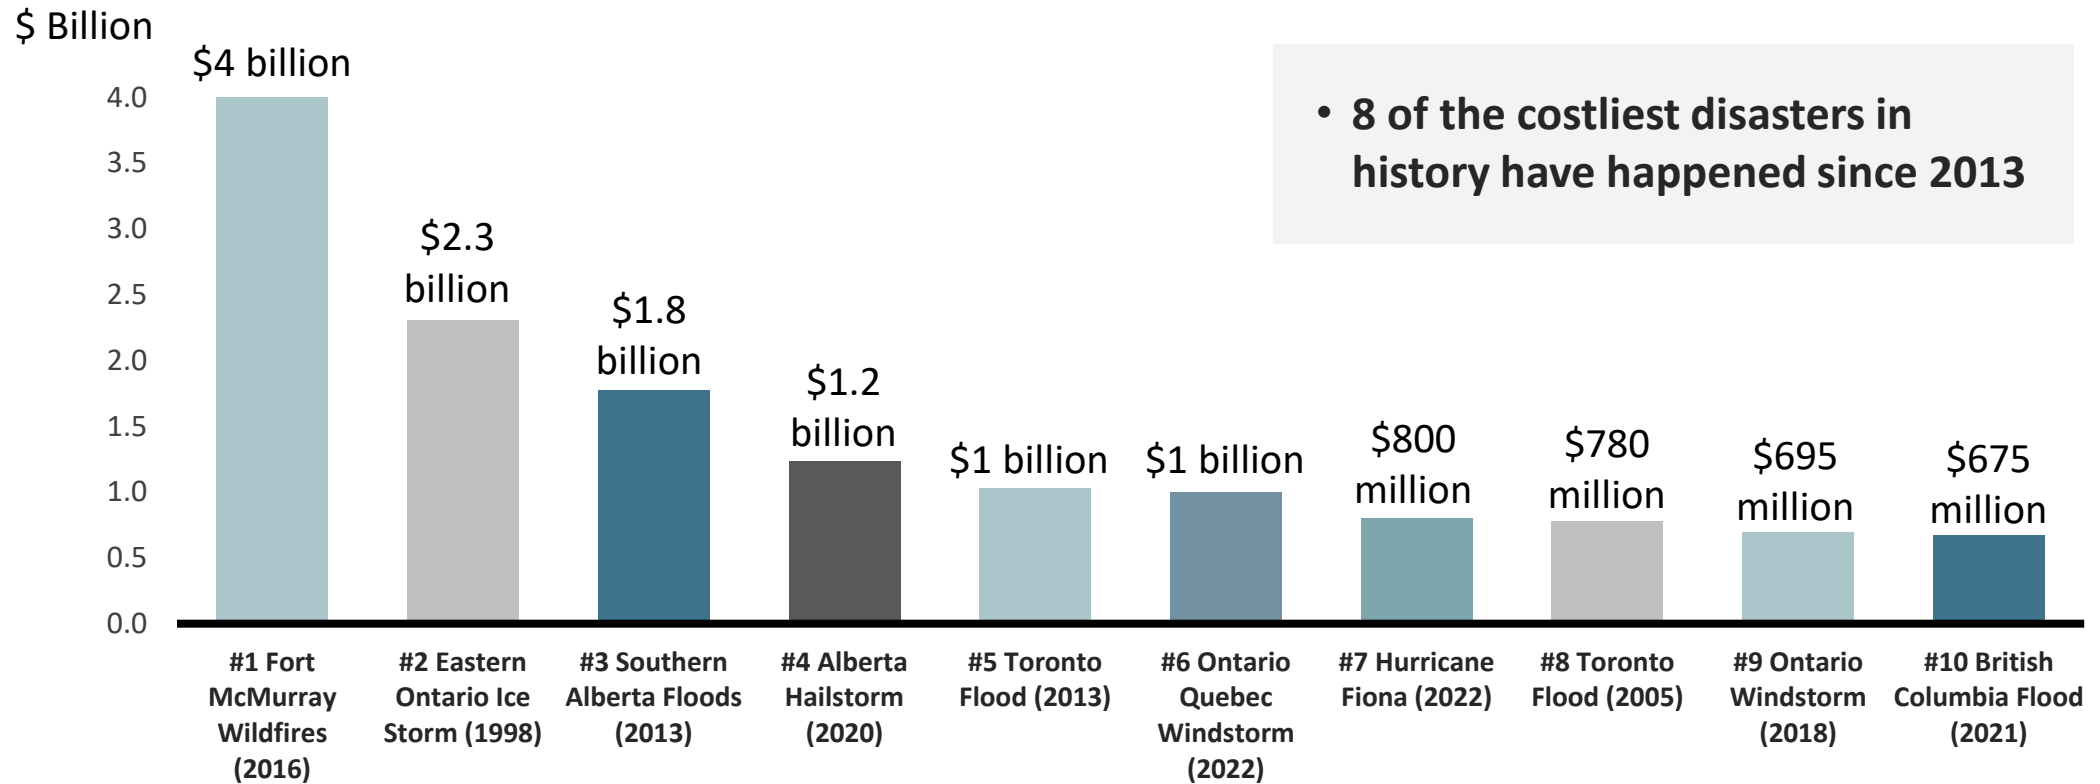 $ Billion
$4 billion
4.0
3.5
3.0
2.5
2.0
1.5
1.0
0.5
0.0
$2.3
billion
$1.8
billion
$1.2
billion
$1 billion
$1 billion
$800
million
$780
million
$695
million
$675
million
• 8 of the costliest disasters in
history have happened since 2013
#1 Fort
McMurray
Wildfires
(2016)
#2 Eastern
Ontario Ice
Storm (1998)
#3 Southern
Alberta Floods
(2013)
#4 Alberta
Hailstorm
(2020)
#5 Toronto
Flood (2013)
#6 Ontario
Quebec
Windstorm
(2022)
#7 Hurricane
Fiona (2022)
#8 Toronto
Flood (2005)
#9 Ontario
Windstorm
(2018)
#10 British
Columbia Flood
(2021)